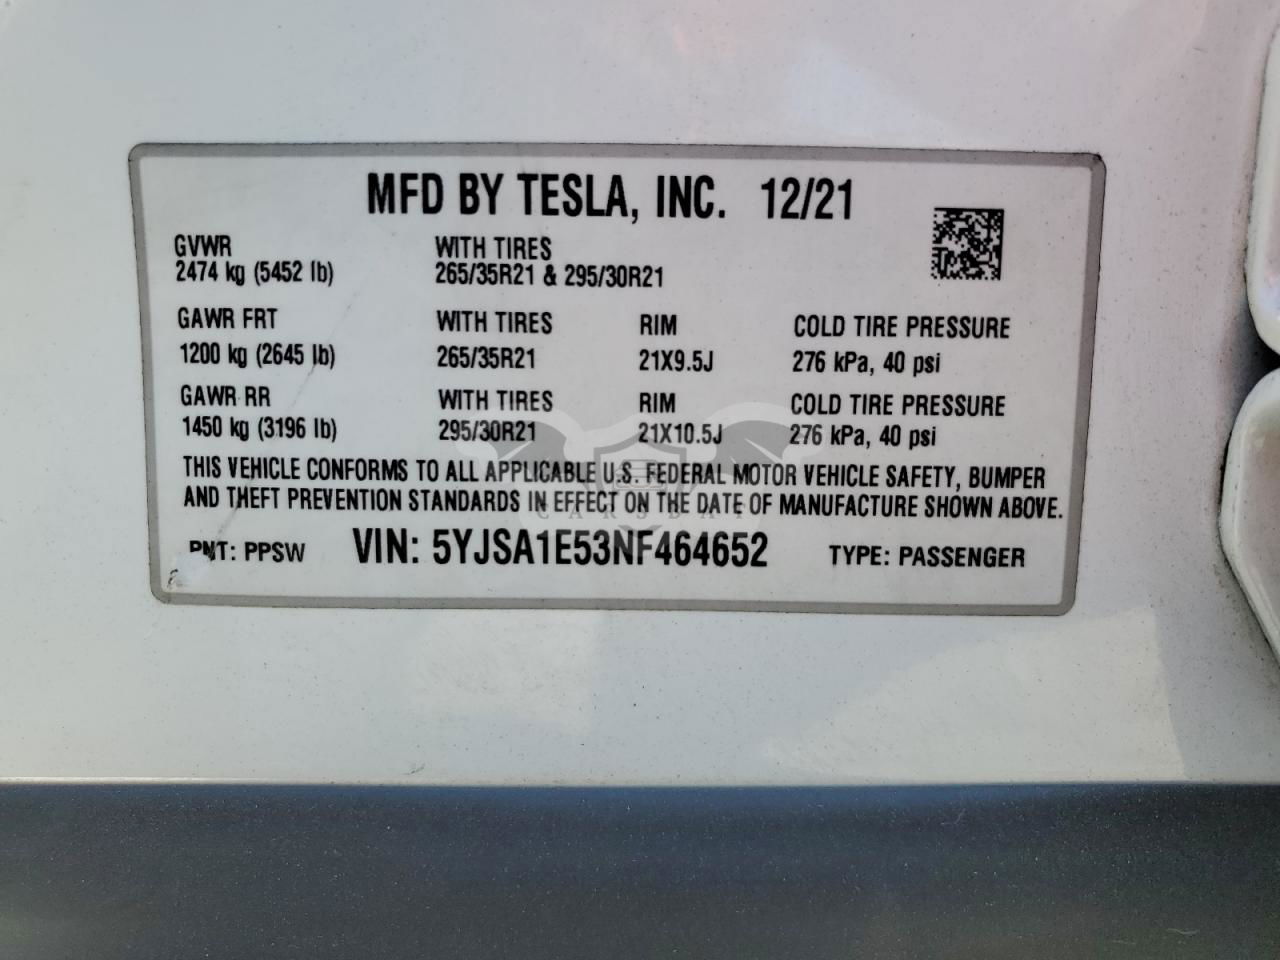 MFD BY TESLA, INC. 12/21
GVWR WITH TIRES
2474 kg (5452 lb) 265/35R21 & 295/30R21
GAWR FRT WITH TIRES RIM COLD TIRE PRESSURE
1200 kg (2645 lb) 265/35R21 21X9.5J 276 kPa, 40 psi
GAWR RR WITH TIRES RIM COLD TIRE PRESSURE
1450 kg (3196 lb) 295/30R21 21X10.5J 276 kPa, 40 psi
THIS VEHICLE CONFORMS TO ALL APPLICABLE U.S. FEDERAL MOTOR VEHICLE SAFETY, BUMPER
AND THEFT PREVENTION STANDARDS IN EFFECT ON THE DATE OF MANUFACTURE SHOWN ABOVE.
PNT: PPSW VIN: 5YJSA1E53NF464652 TYPE: PASSENGER